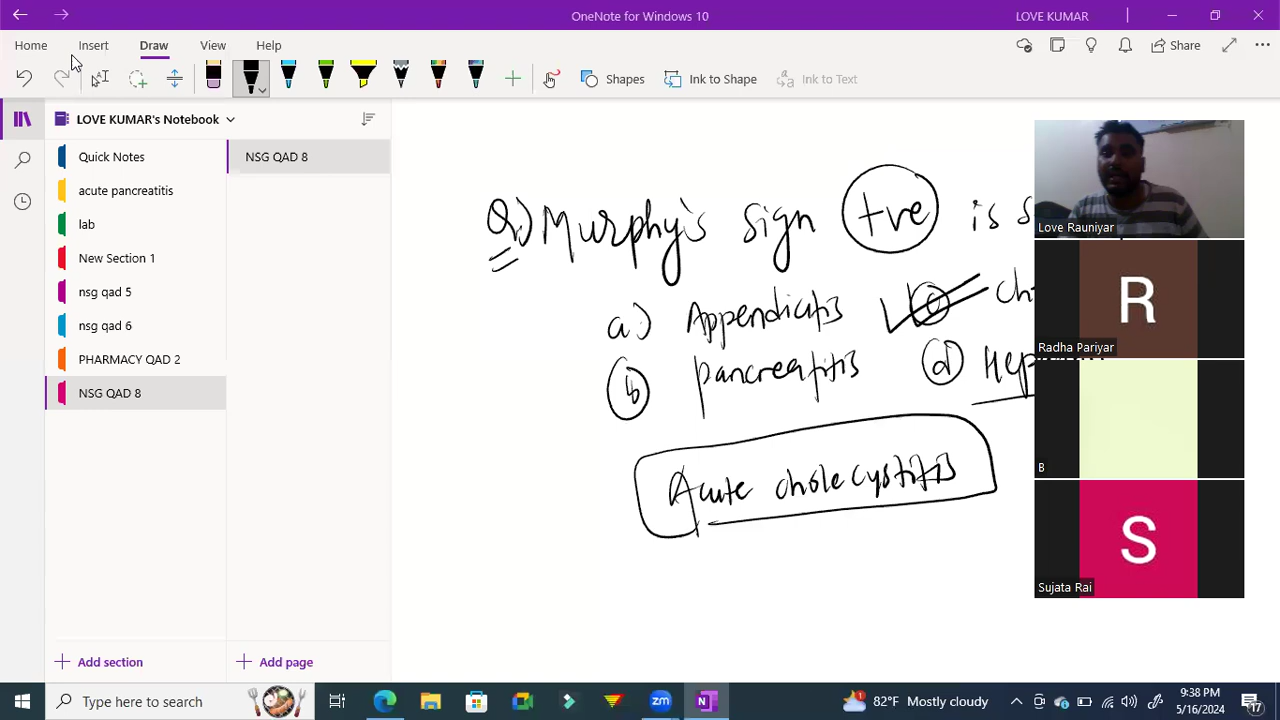 OneNote for Windows 10
LOVE KUMAR
Home Insert Draw View Help
Share
Shapes
Ink to Shape
Ink to Text
LOVE KUMAR's Notebook
Quick Notes
acute pancreatitis
lab
New Section 1
nsg qad 5
nsg qad 6
PHARMACY QAD 2
NSG QAD 8
NSG QAD 8
Add section
Add page
Q) Murphy's sign +ve is s
a) Appendicitis c ch
b pancreatitis d) Hep
Acute cholecystitis
Love Rauniyar
R
Radha Pariyar
B
S
Sujata Rai
Type here to search
zm
N
1
82°F Mostly cloudy
9:38 PM
5/16/2024
17